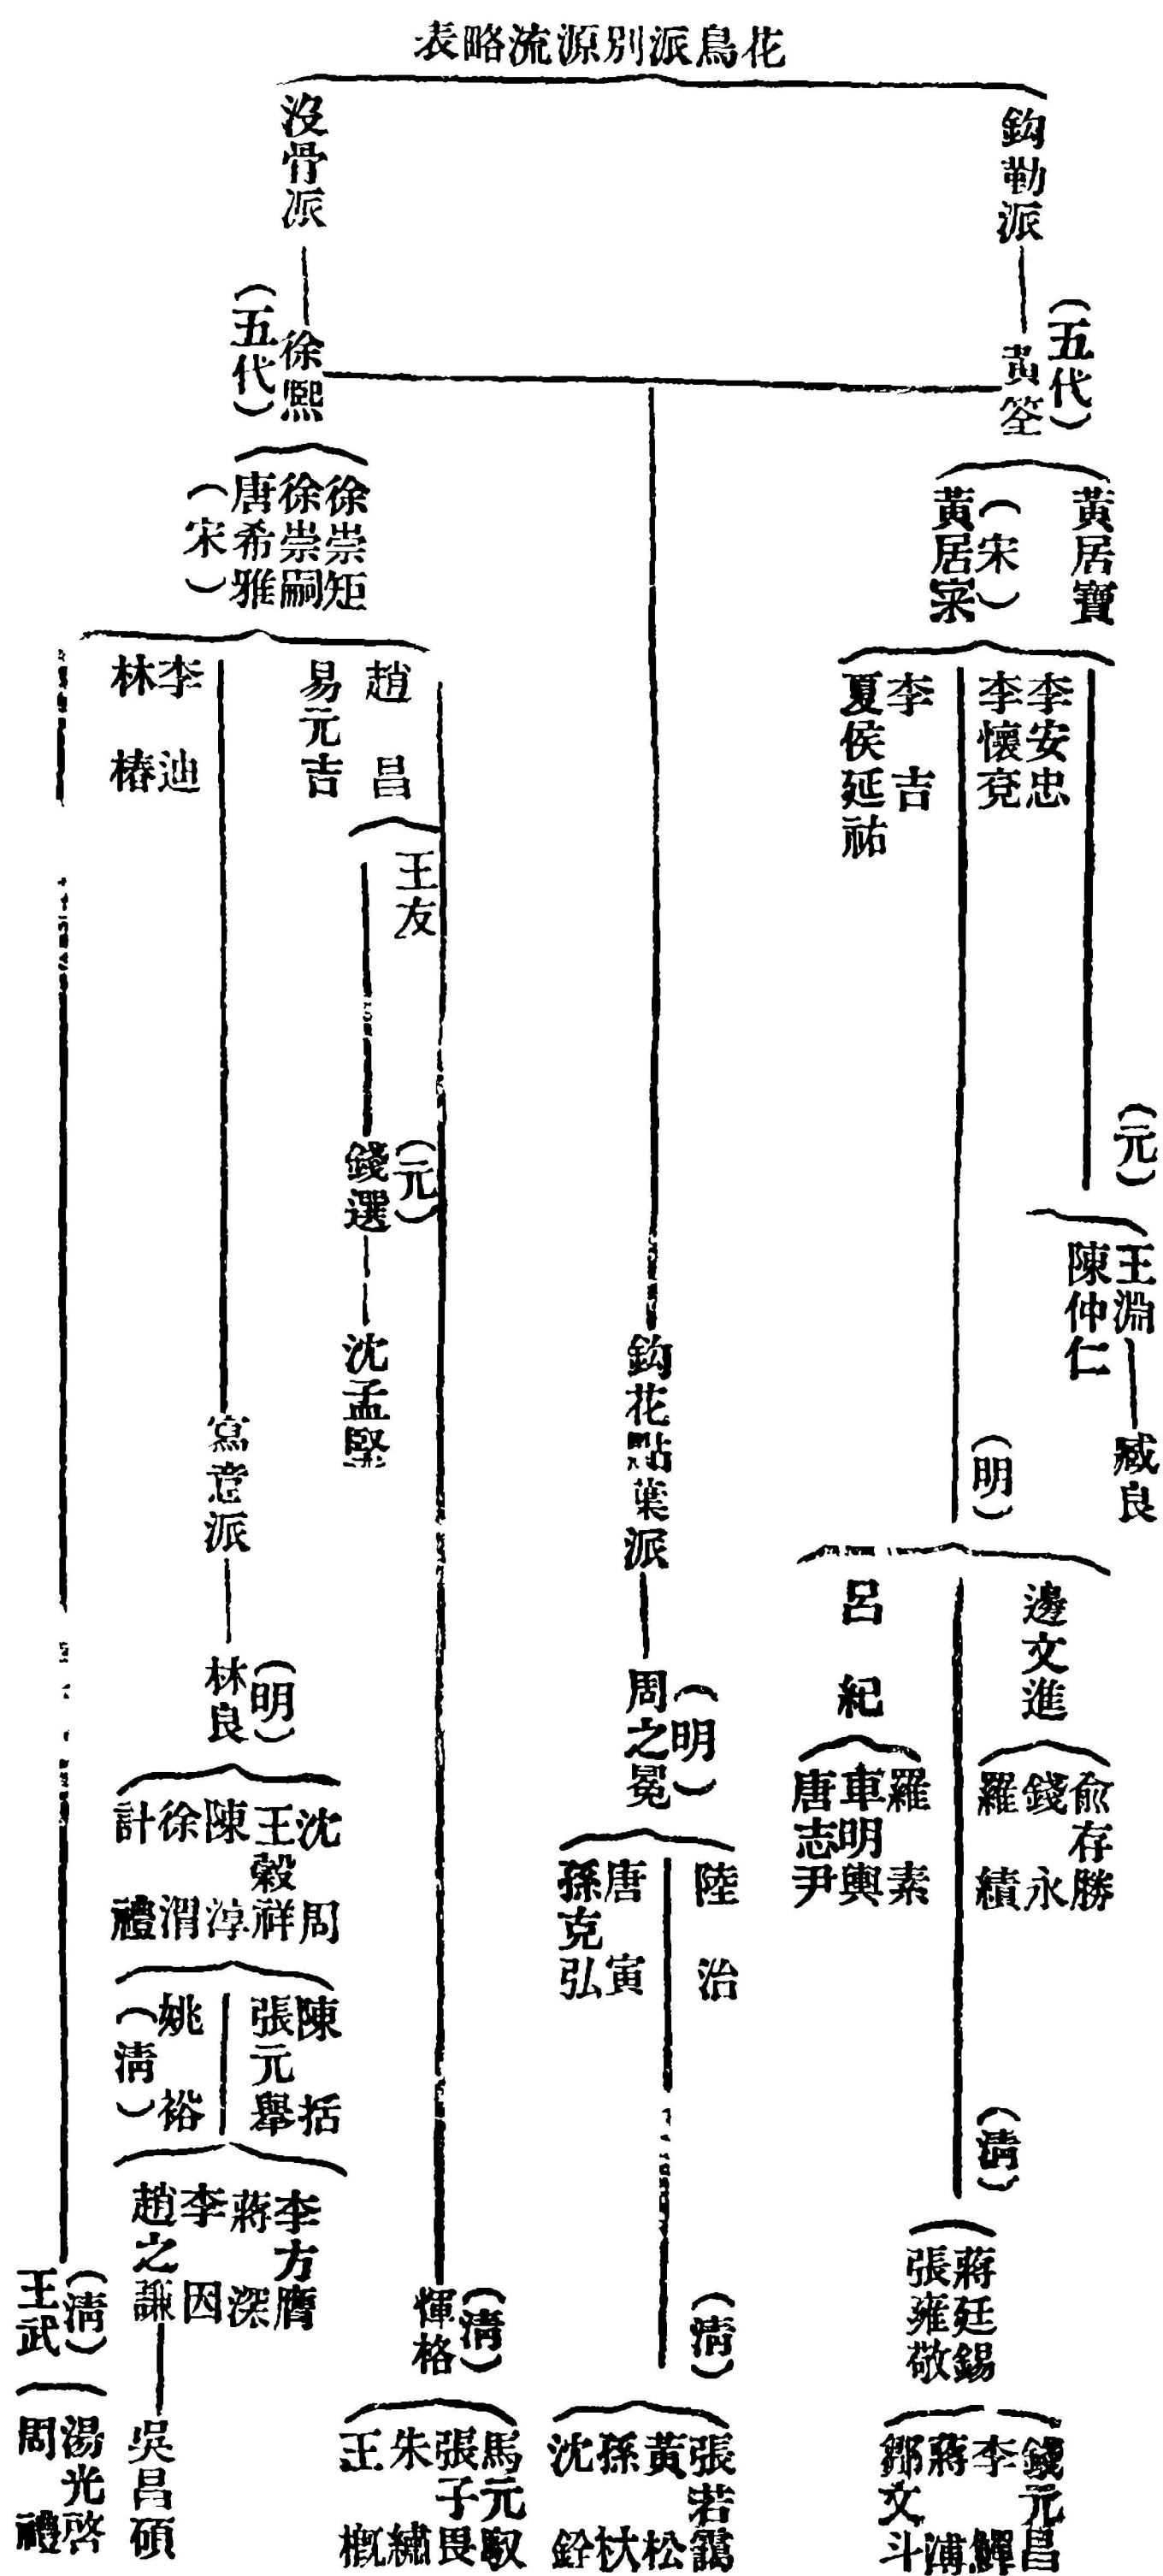 花鳥派別源流略表
鈎勒派
(五代)
黃筌
黃居寶
(宋)
黃居寀
李安忠
李懷兗
李吉
夏侯延祐
(元)
王淵
陳仲仁
臧良
(明)
邊文進
俞存勝
錢永
羅績
呂紀
羅素
車明輿
唐志尹
(淸)
蔣廷錫
張雍敬
錢元昌
李鱓
蔣溥
鄒文斗
鈎花點葉派
(明)
周之冕
陸治
唐寅
孫克弘
(淸)
張若靄
黃松
孫杕
沈銓
沒骨派
徐熙
(五代)
徐崇矩
徐崇嗣
唐希雅
(宋)
趙昌
易元吉
王友
(元)
錢選
沈孟堅
(淸)
惲格
馬元馭
張子畏
朱繡
王概
李迪
林椿
寫意派
(明)
林良
沈周
王榖祥
陳淳
徐渭
計禮
陳括
張元舉
姚裕
(淸)
李方膺
蔣深
李因
趙之謙
吳昌碩
(淸)
王武
湯光啓
周禮